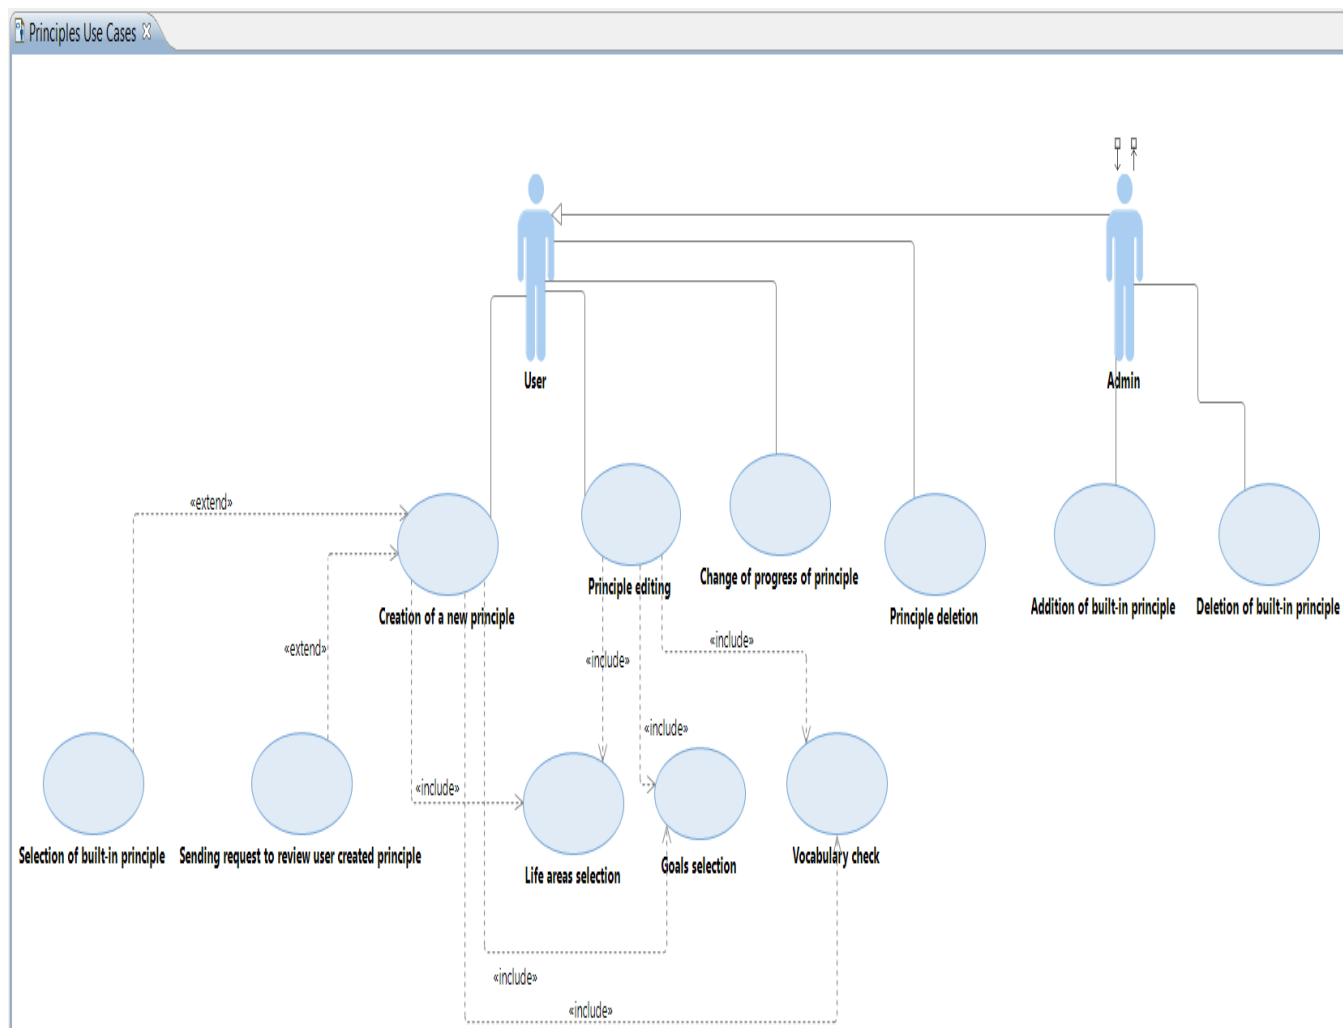 Principles Use Cases
User
Admin
«extend»
Principle editing
Change of progress of principle
Creation of a new principle
Principle deletion
Addition of built-in principle
Deletion of built-in principle
«extend»
«include»
«include»
«include»
«include»
Selection of built-in principle
Sending request to review user created principle
Life areas selection
Goals selection
Vocabulary check
«include»
«include»